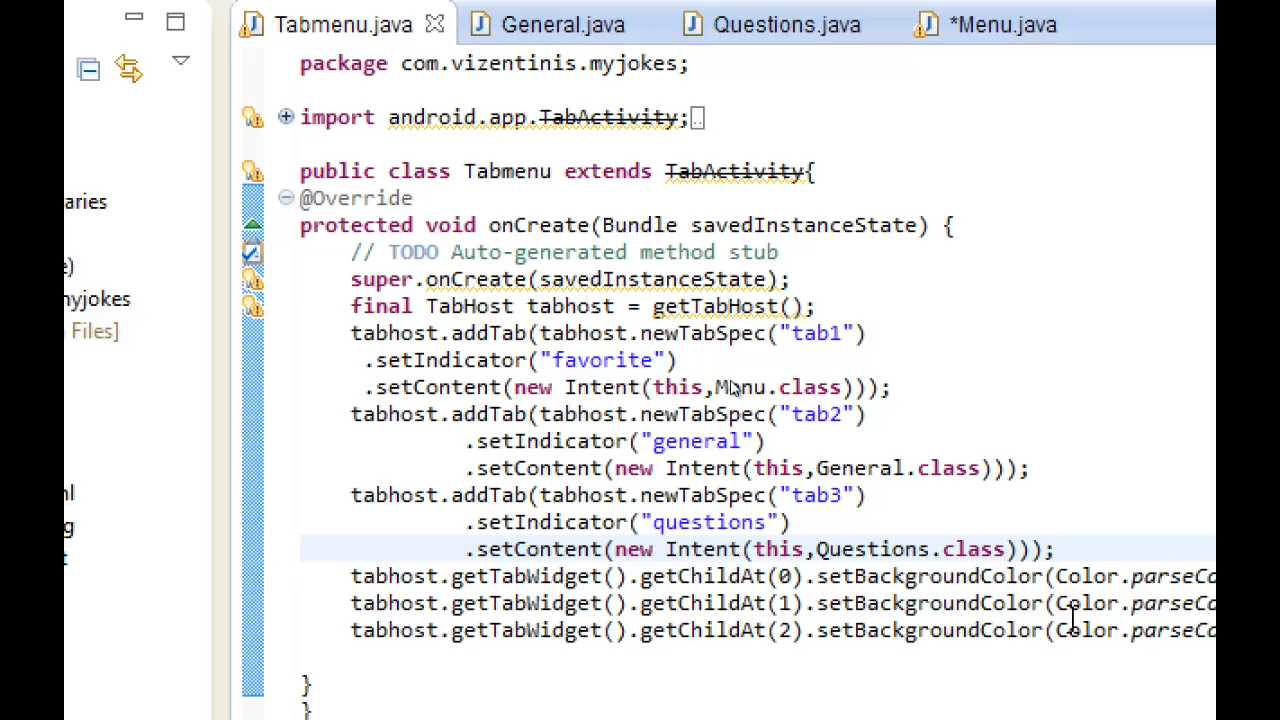 Tabmenu.java General.java Questions.java *Menu.java
package com.vizentinis.myjokes;
import android.app.TabActivity;
public class Tabmenu extends TabActivity{
@Override
protected void onCreate(Bundle savedInstanceState) {
// TODO Auto-generated method stub
super.onCreate(savedInstanceState);
final TabHost tabhost = getTabHost();
tabhost.addTab(tabhost.newTabSpec("tab1")
.setIndicator("favorite")
.setContent(new Intent(this,Menu.class)));
tabhost.addTab(tabhost.newTabSpec("tab2")
.setIndicator("general")
.setContent(new Intent(this,General.class)));
tabhost.addTab(tabhost.newTabSpec("tab3")
.setIndicator("questions")
.setContent(new Intent(this,Questions.class)));
tabhost.getTabWidget().getChildAt(0).setBackgroundColor(Color.parseCo
tabhost.getTabWidget().getChildAt(1).setBackgroundColor(Color.parseCo
tabhost.getTabWidget().getChildAt(2).setBackgroundColor(Color.parseCo
}
}
aries
e)
myjokes
Files]
ml
g
t